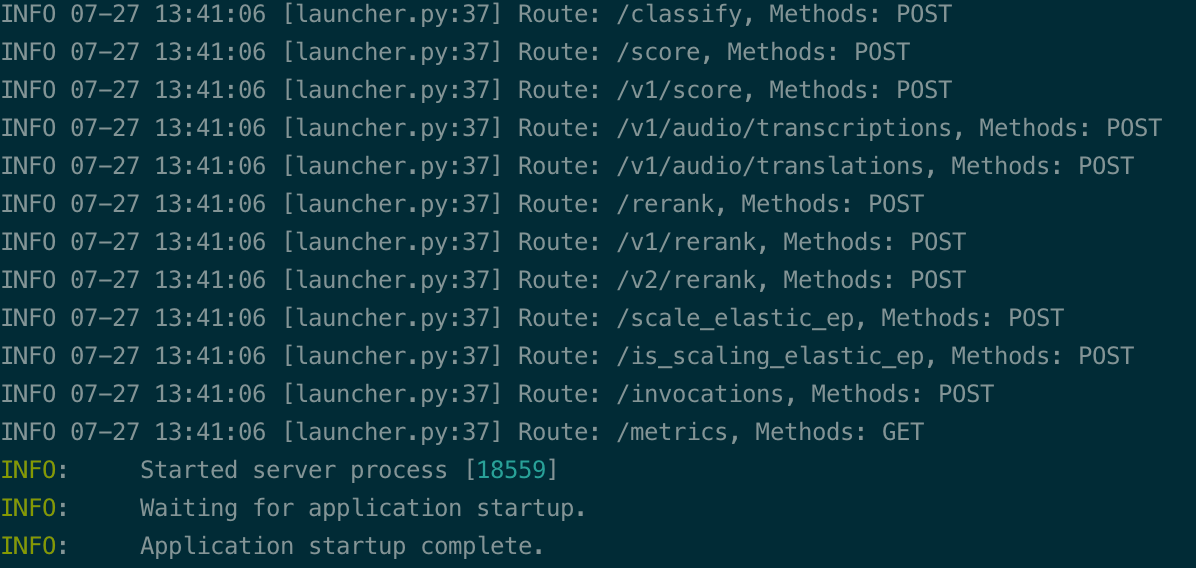 INFO 07-27 13:41:06 [launcher.py:37] Route: /classify, Methods: POST
INFO 07-27 13:41:06 [launcher.py:37] Route: /score, Methods: POST
INFO 07-27 13:41:06 [launcher.py:37] Route: /v1/score, Methods: POST
INFO 07-27 13:41:06 [launcher.py:37] Route: /v1/audio/transcriptions, Methods: POST
INFO 07-27 13:41:06 [launcher.py:37] Route: /v1/audio/translations, Methods: POST
INFO 07-27 13:41:06 [launcher.py:37] Route: /rerank, Methods: POST
INFO 07-27 13:41:06 [launcher.py:37] Route: /v1/rerank, Methods: POST
INFO 07-27 13:41:06 [launcher.py:37] Route: /v2/rerank, Methods: POST
INFO 07-27 13:41:06 [launcher.py:37] Route: /scale_elastic_ep, Methods: POST
INFO 07-27 13:41:06 [launcher.py:37] Route: /is_scaling_elastic_ep, Methods: POST
INFO 07-27 13:41:06 [launcher.py:37] Route: /invocations, Methods: POST
INFO 07-27 13:41:06 [launcher.py:37] Route: /metrics, Methods: GET
INFO:     Started server process [18559]
INFO:     Waiting for application startup.
INFO:     Application startup complete.